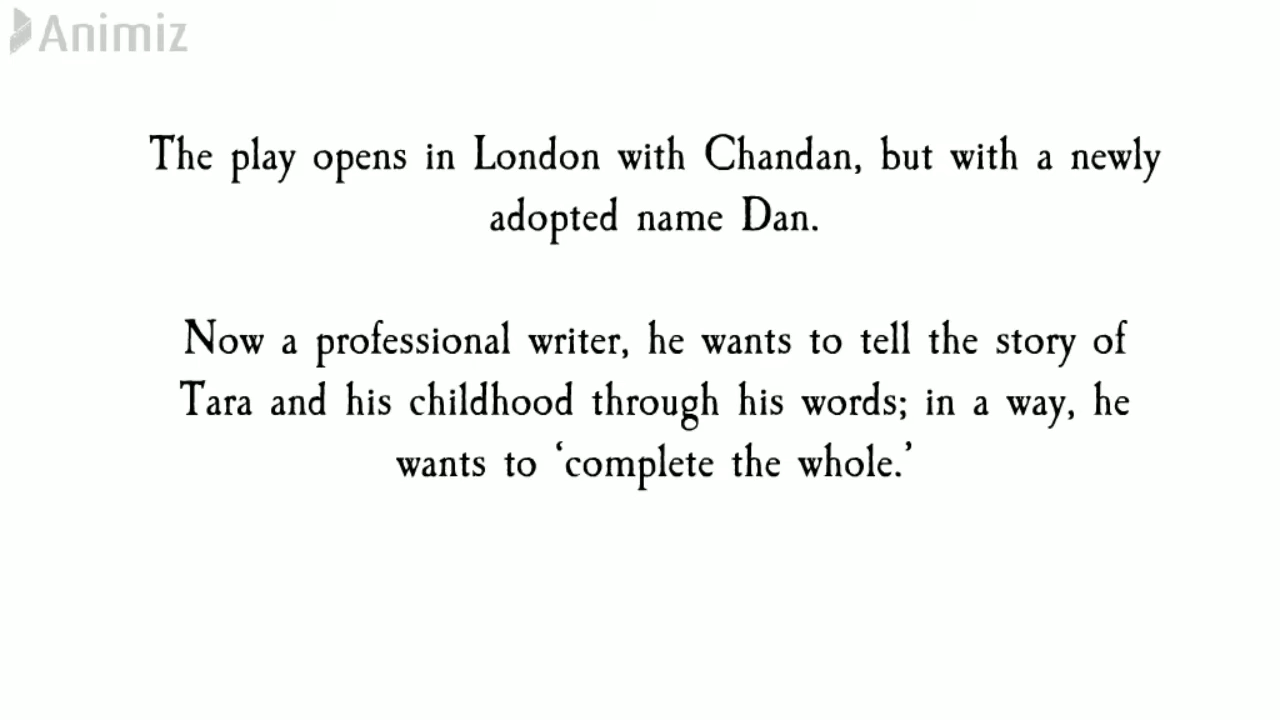 Animiz
The play opens in London with Chandan, but with a newly
adopted name Dan.
Now a professional writer, he wants to tell the story of
Tara and his childhood through his words; in a way, he
wants to ‘complete the whole.’